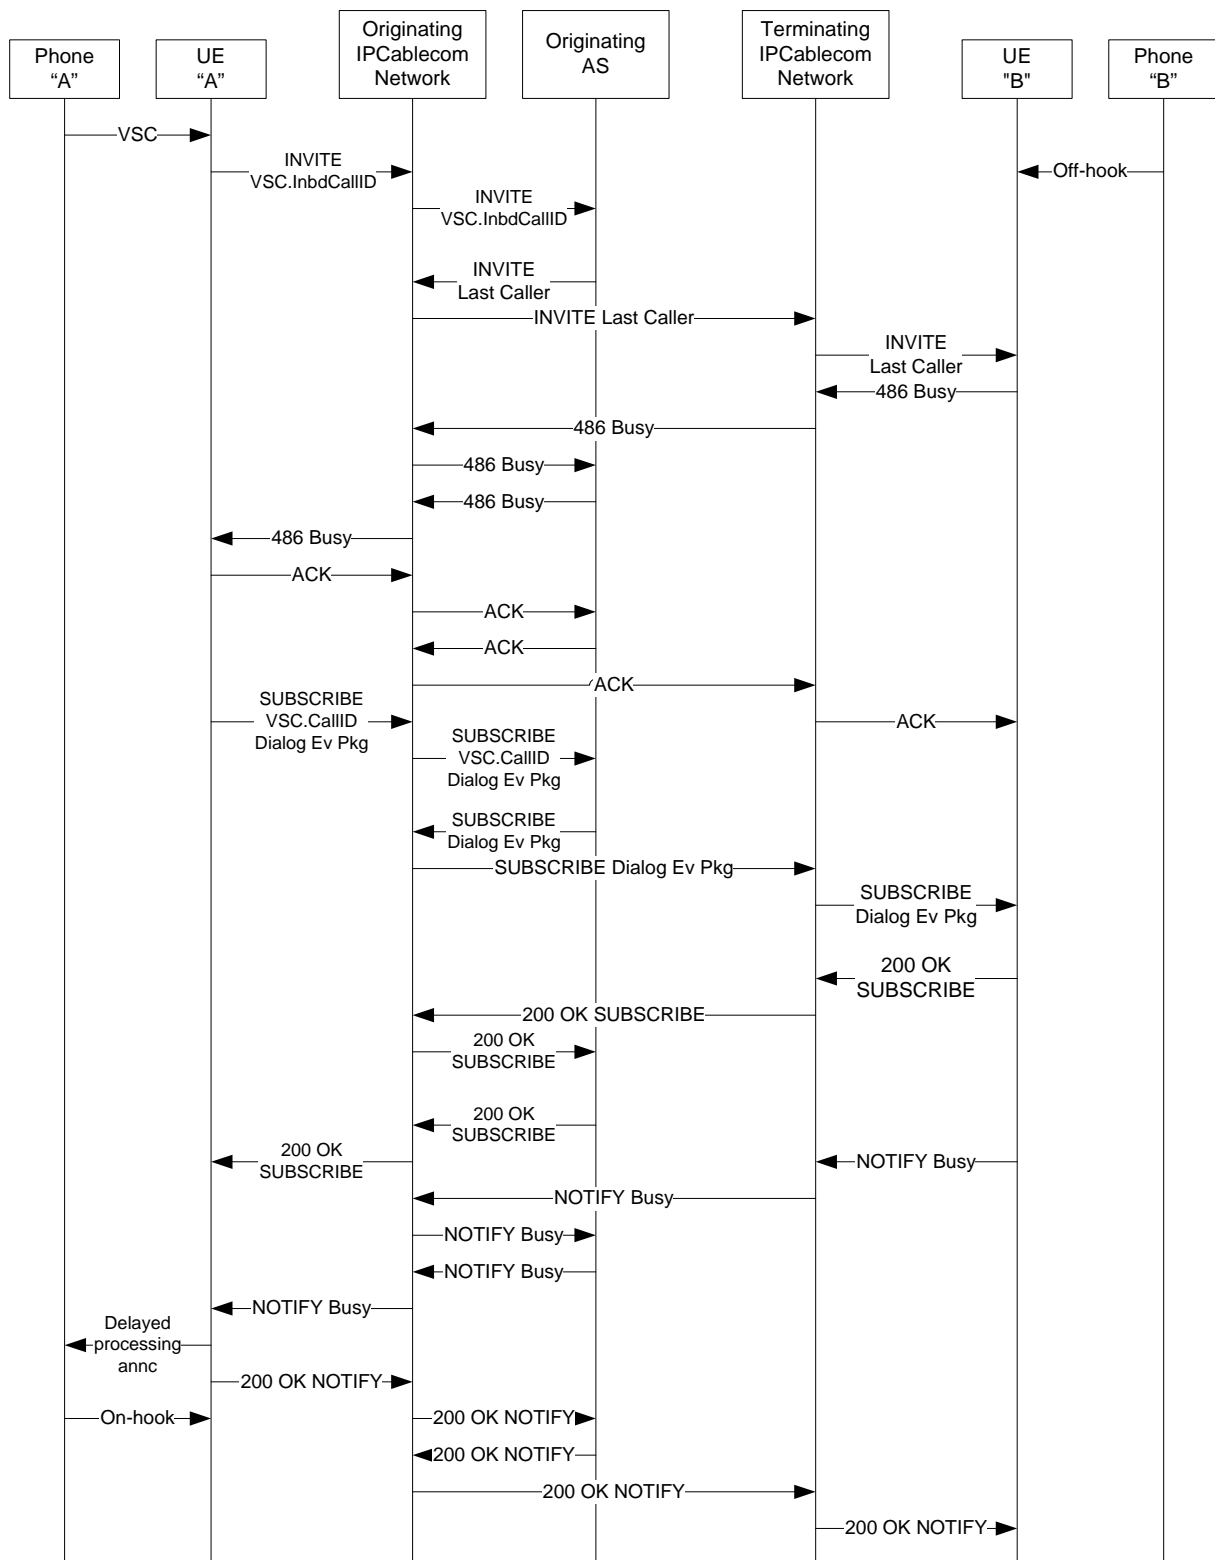 Phone
“A”
UE
“A”
Originating
IPCablecom
Network
Originating
AS
Terminating
IPCablecom
Network
UE
"B"
Phone
“B”
VSC
INVITE
VSC.InbdCallID
Off-hook
INVITE
VSC.InbdCallID
INVITE
Last Caller
INVITE Last Caller
INVITE
Last Caller
486 Busy
486 Busy
486 Busy
486 Busy
486 Busy
ACK
ACK
ACK
ACK
SUBSCRIBE
VSC.CallID
Dialog Ev Pkg
ACK
SUBSCRIBE
VSC.CallID
Dialog Ev Pkg
SUBSCRIBE
Dialog Ev Pkg
SUBSCRIBE Dialog Ev Pkg
SUBSCRIBE
Dialog Ev Pkg
200 OK
SUBSCRIBE
200 OK SUBSCRIBE
200 OK
SUBSCRIBE
200 OK
SUBSCRIBE
200 OK
SUBSCRIBE
NOTIFY Busy
NOTIFY Busy
NOTIFY Busy
NOTIFY Busy
NOTIFY Busy
Delayed
processing
annc
200 OK NOTIFY
On-hook
200 OK NOTIFY
200 OK NOTIFY
200 OK NOTIFY
200 OK NOTIFY